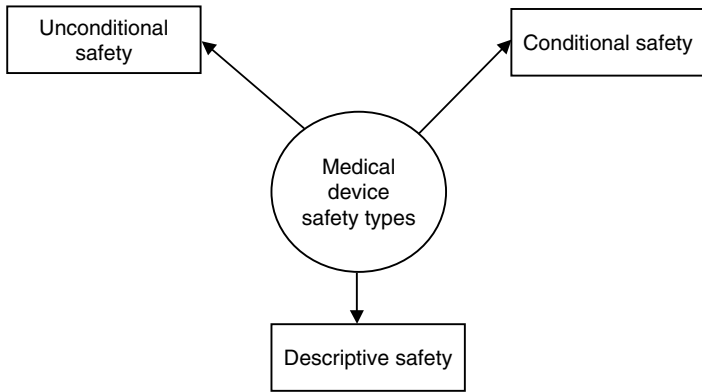 Unconditional
safety
Conditional safety
Medical
device
safety types
Descriptive safety